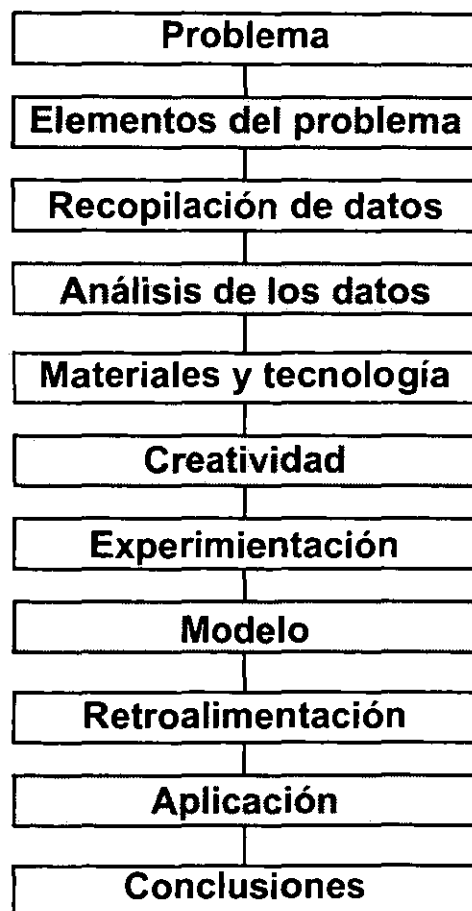 Problema
Elementos del problema
Recopilación de datos
Análisis de los datos
Materiales y tecnología
Creatividad
Experimientación
Modelo
Retroalimentación
Aplicación
Conclusiones